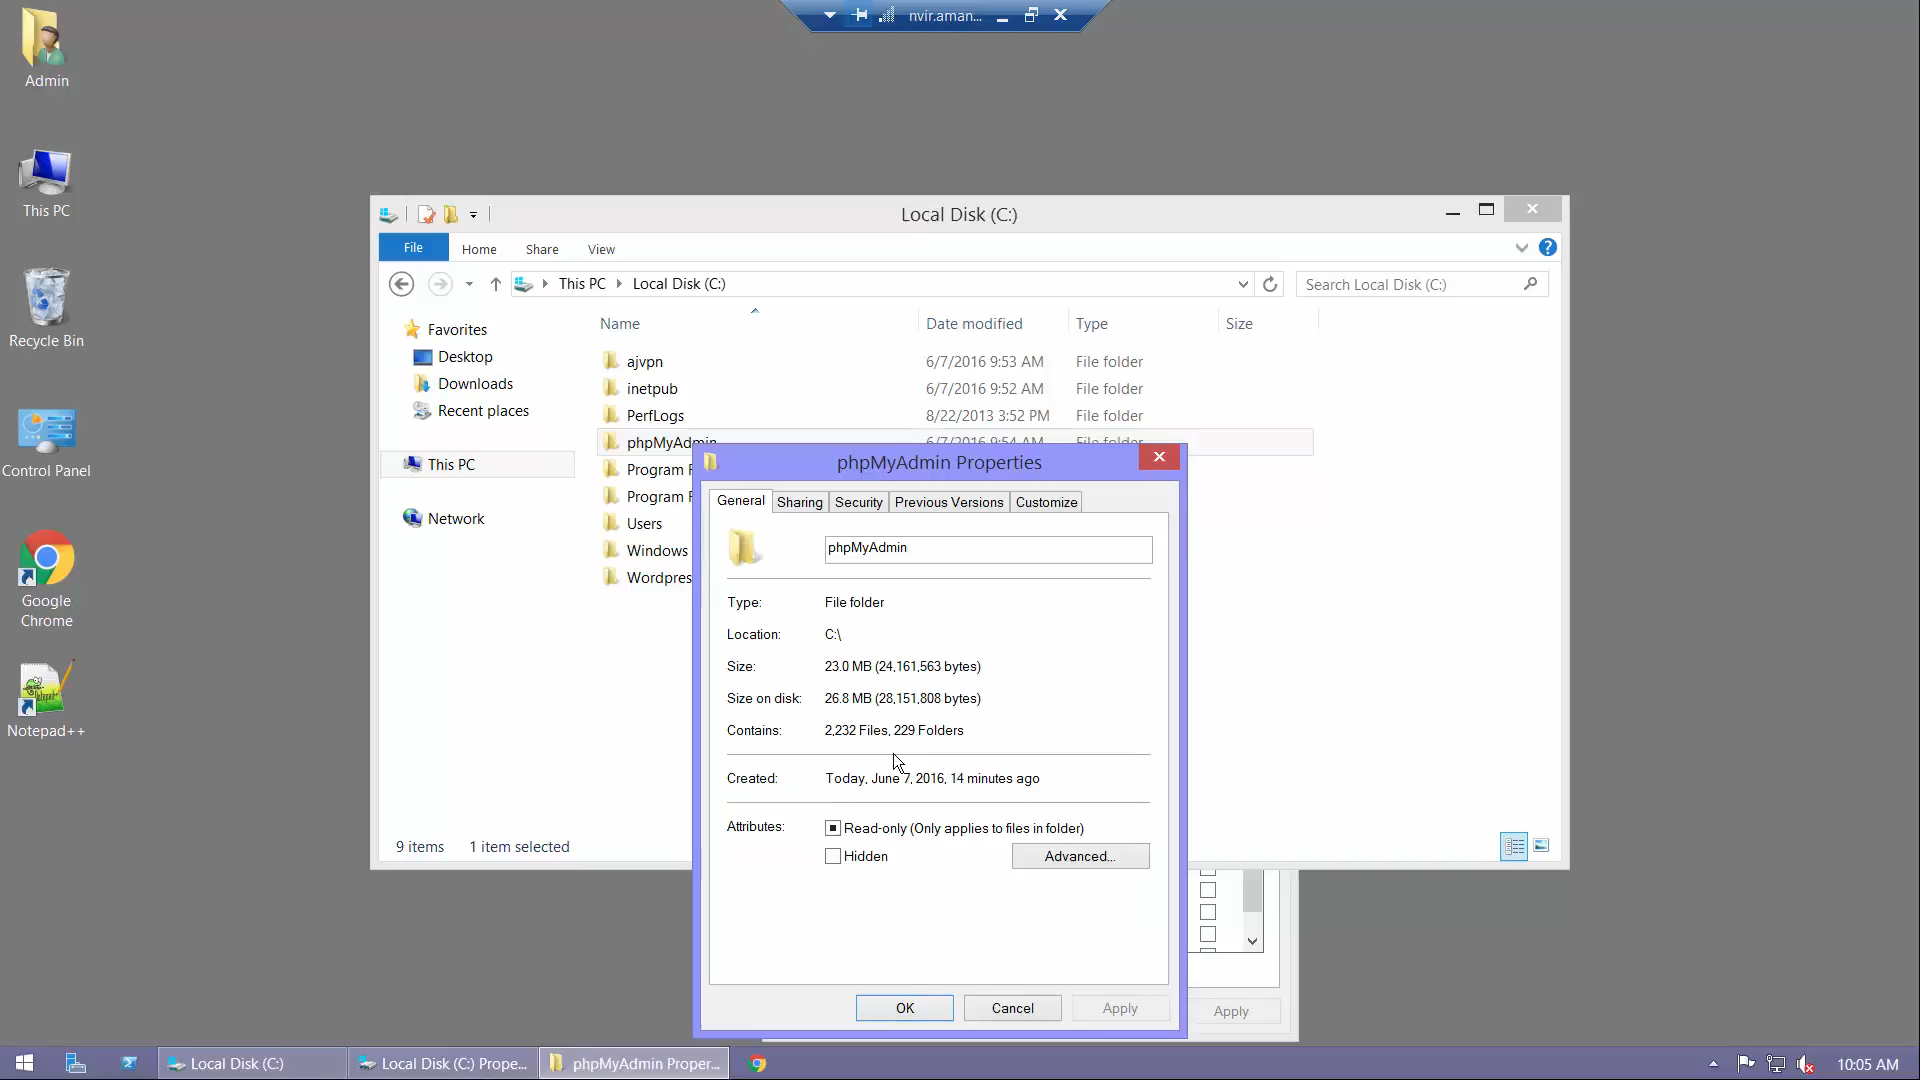 nvir.aman...
Admin
This PC
Recycle Bin
Control Panel
Google
Chrome
Notepad++
Local Disk (C:)
File
Home
Share
View
This PC
Local Disk (C:)
Search Local Disk (C:)
Favorites
Desktop
Downloads
Recent places
This PC
Network
Name
Date modified
Type
Size
ajvpn
6/7/2016 9:53 AM
File folder
inetpub
6/7/2016 9:52 AM
File folder
PerfLogs
8/22/2013 3:52 PM
File folder
phpMyAdmin
6/7/2016 9:54 AM
File folder
Program F
Program F
Users
Windows
Wordpres
9 items
1 item selected
phpMyAdmin Properties
General
Sharing
Security
Previous Versions
Customize
phpMyAdmin
Type:
File folder
Location:
C:\
Size:
23.0 MB (24,161,563 bytes)
Size on disk:
26.8 MB (28,151,808 bytes)
Contains:
2,232 Files, 229 Folders
Created:
Today, June 7, 2016, 14 minutes ago
Attributes:
Read-only (Only applies to files in folder)
Hidden
Advanced...
OK
Cancel
Apply
Apply
Local Disk (C:)
Local Disk (C:) Prope...
phpMyAdmin Proper...
10:05 AM